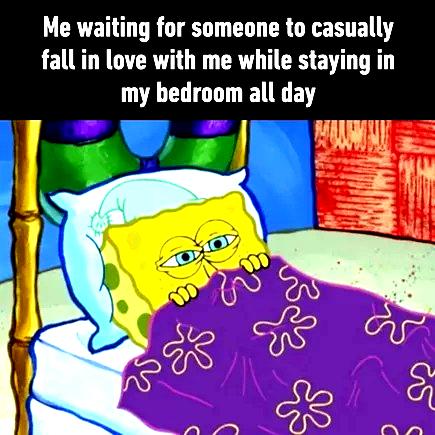 Me waiting for someone to casually
fall in love with me while staying in
my bedroom all day